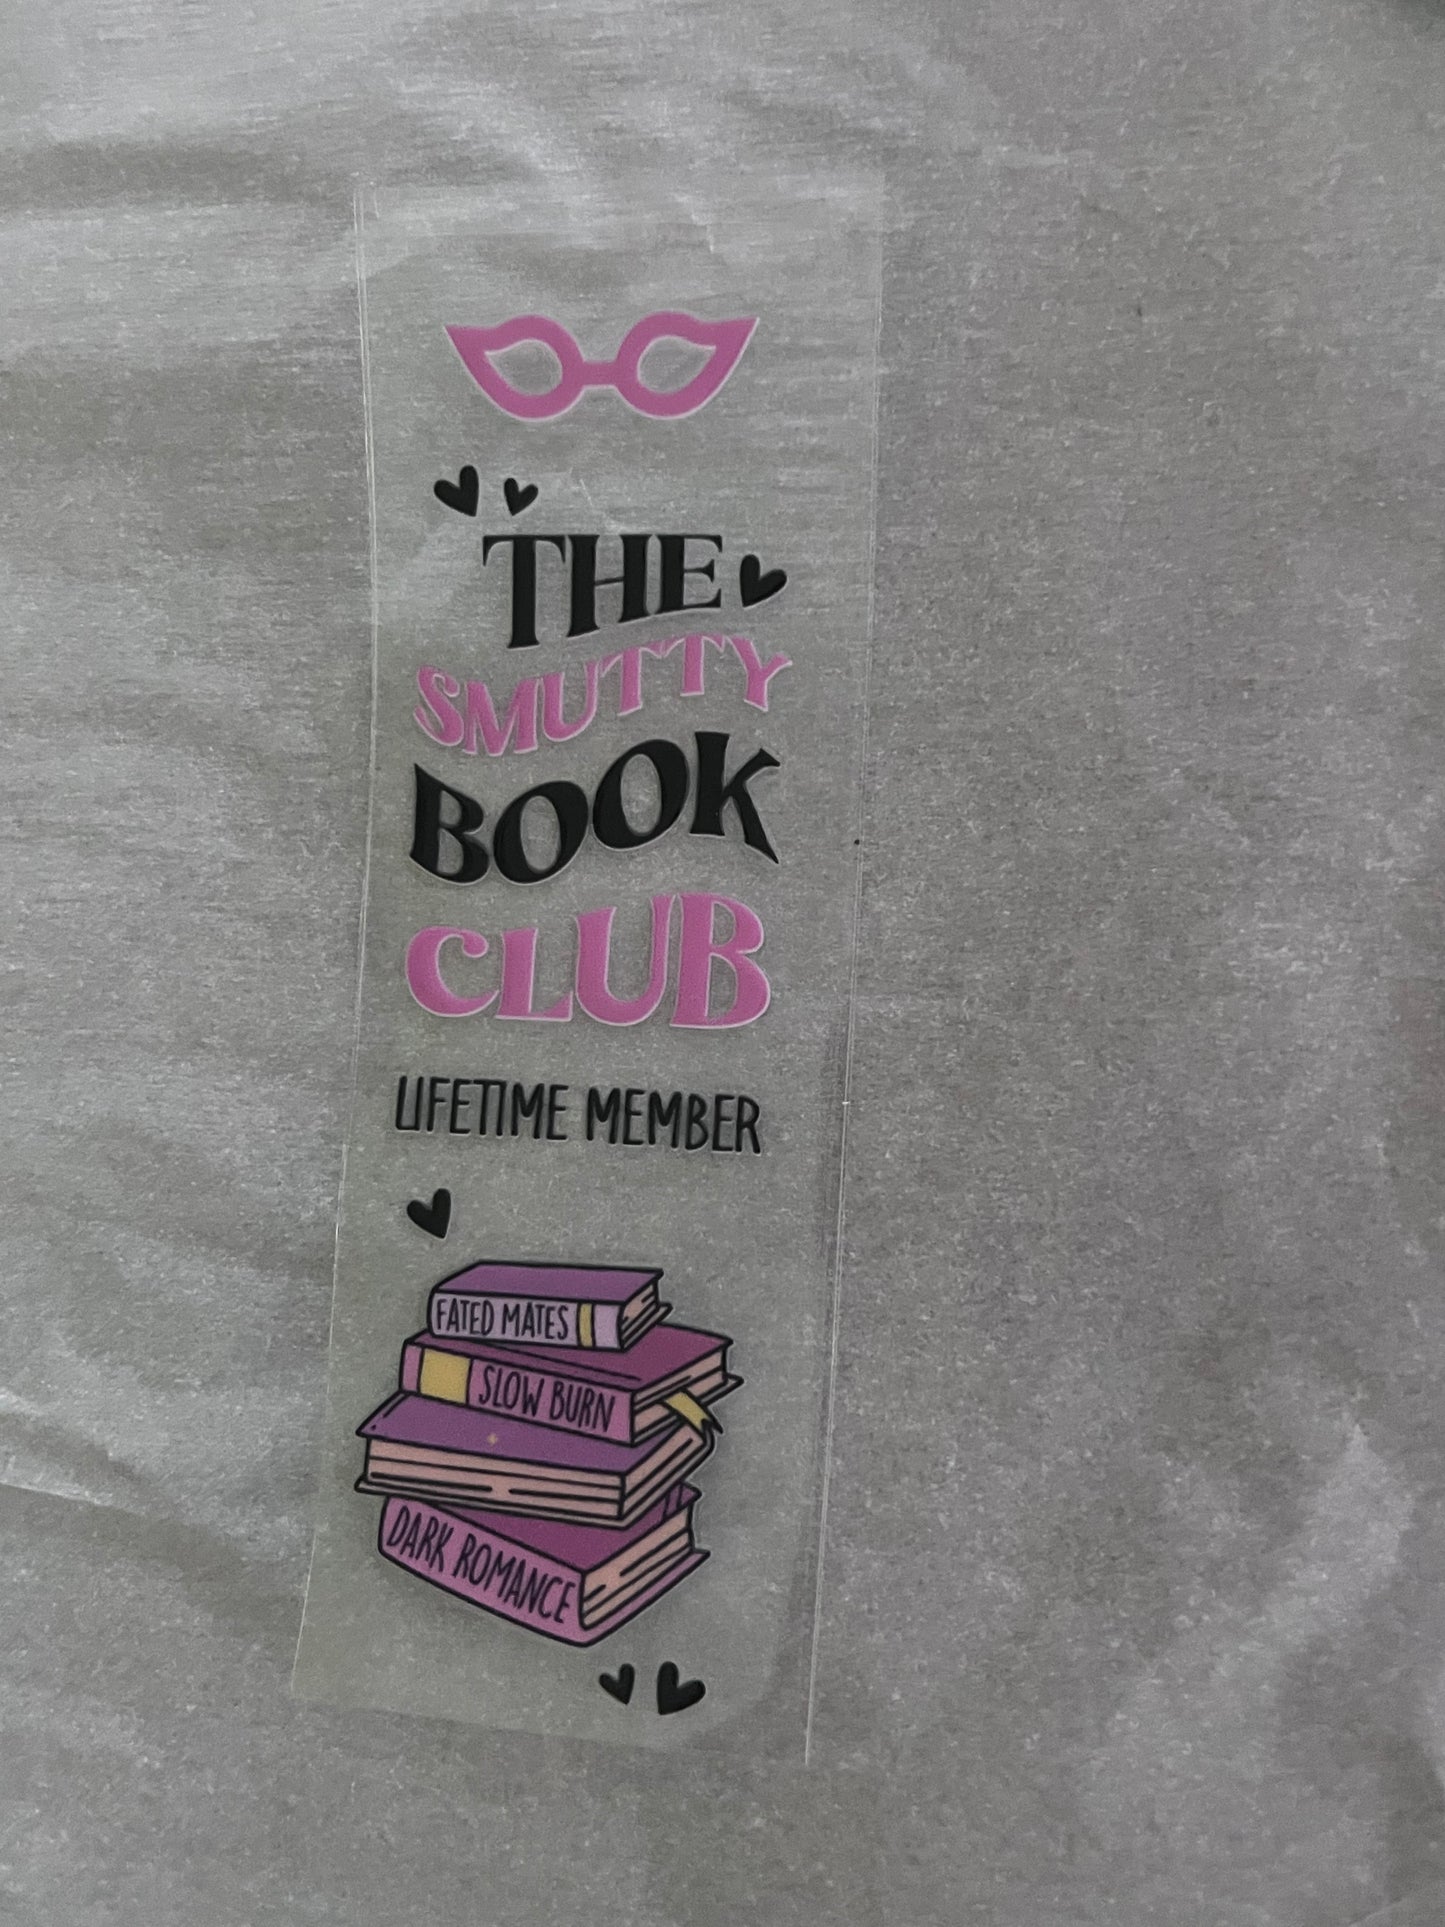 THE
SMUTTY
BOOK
CLUB
LIFETIME MEMBER
FATED MATES
SLOW BURN
DARK ROMANCE